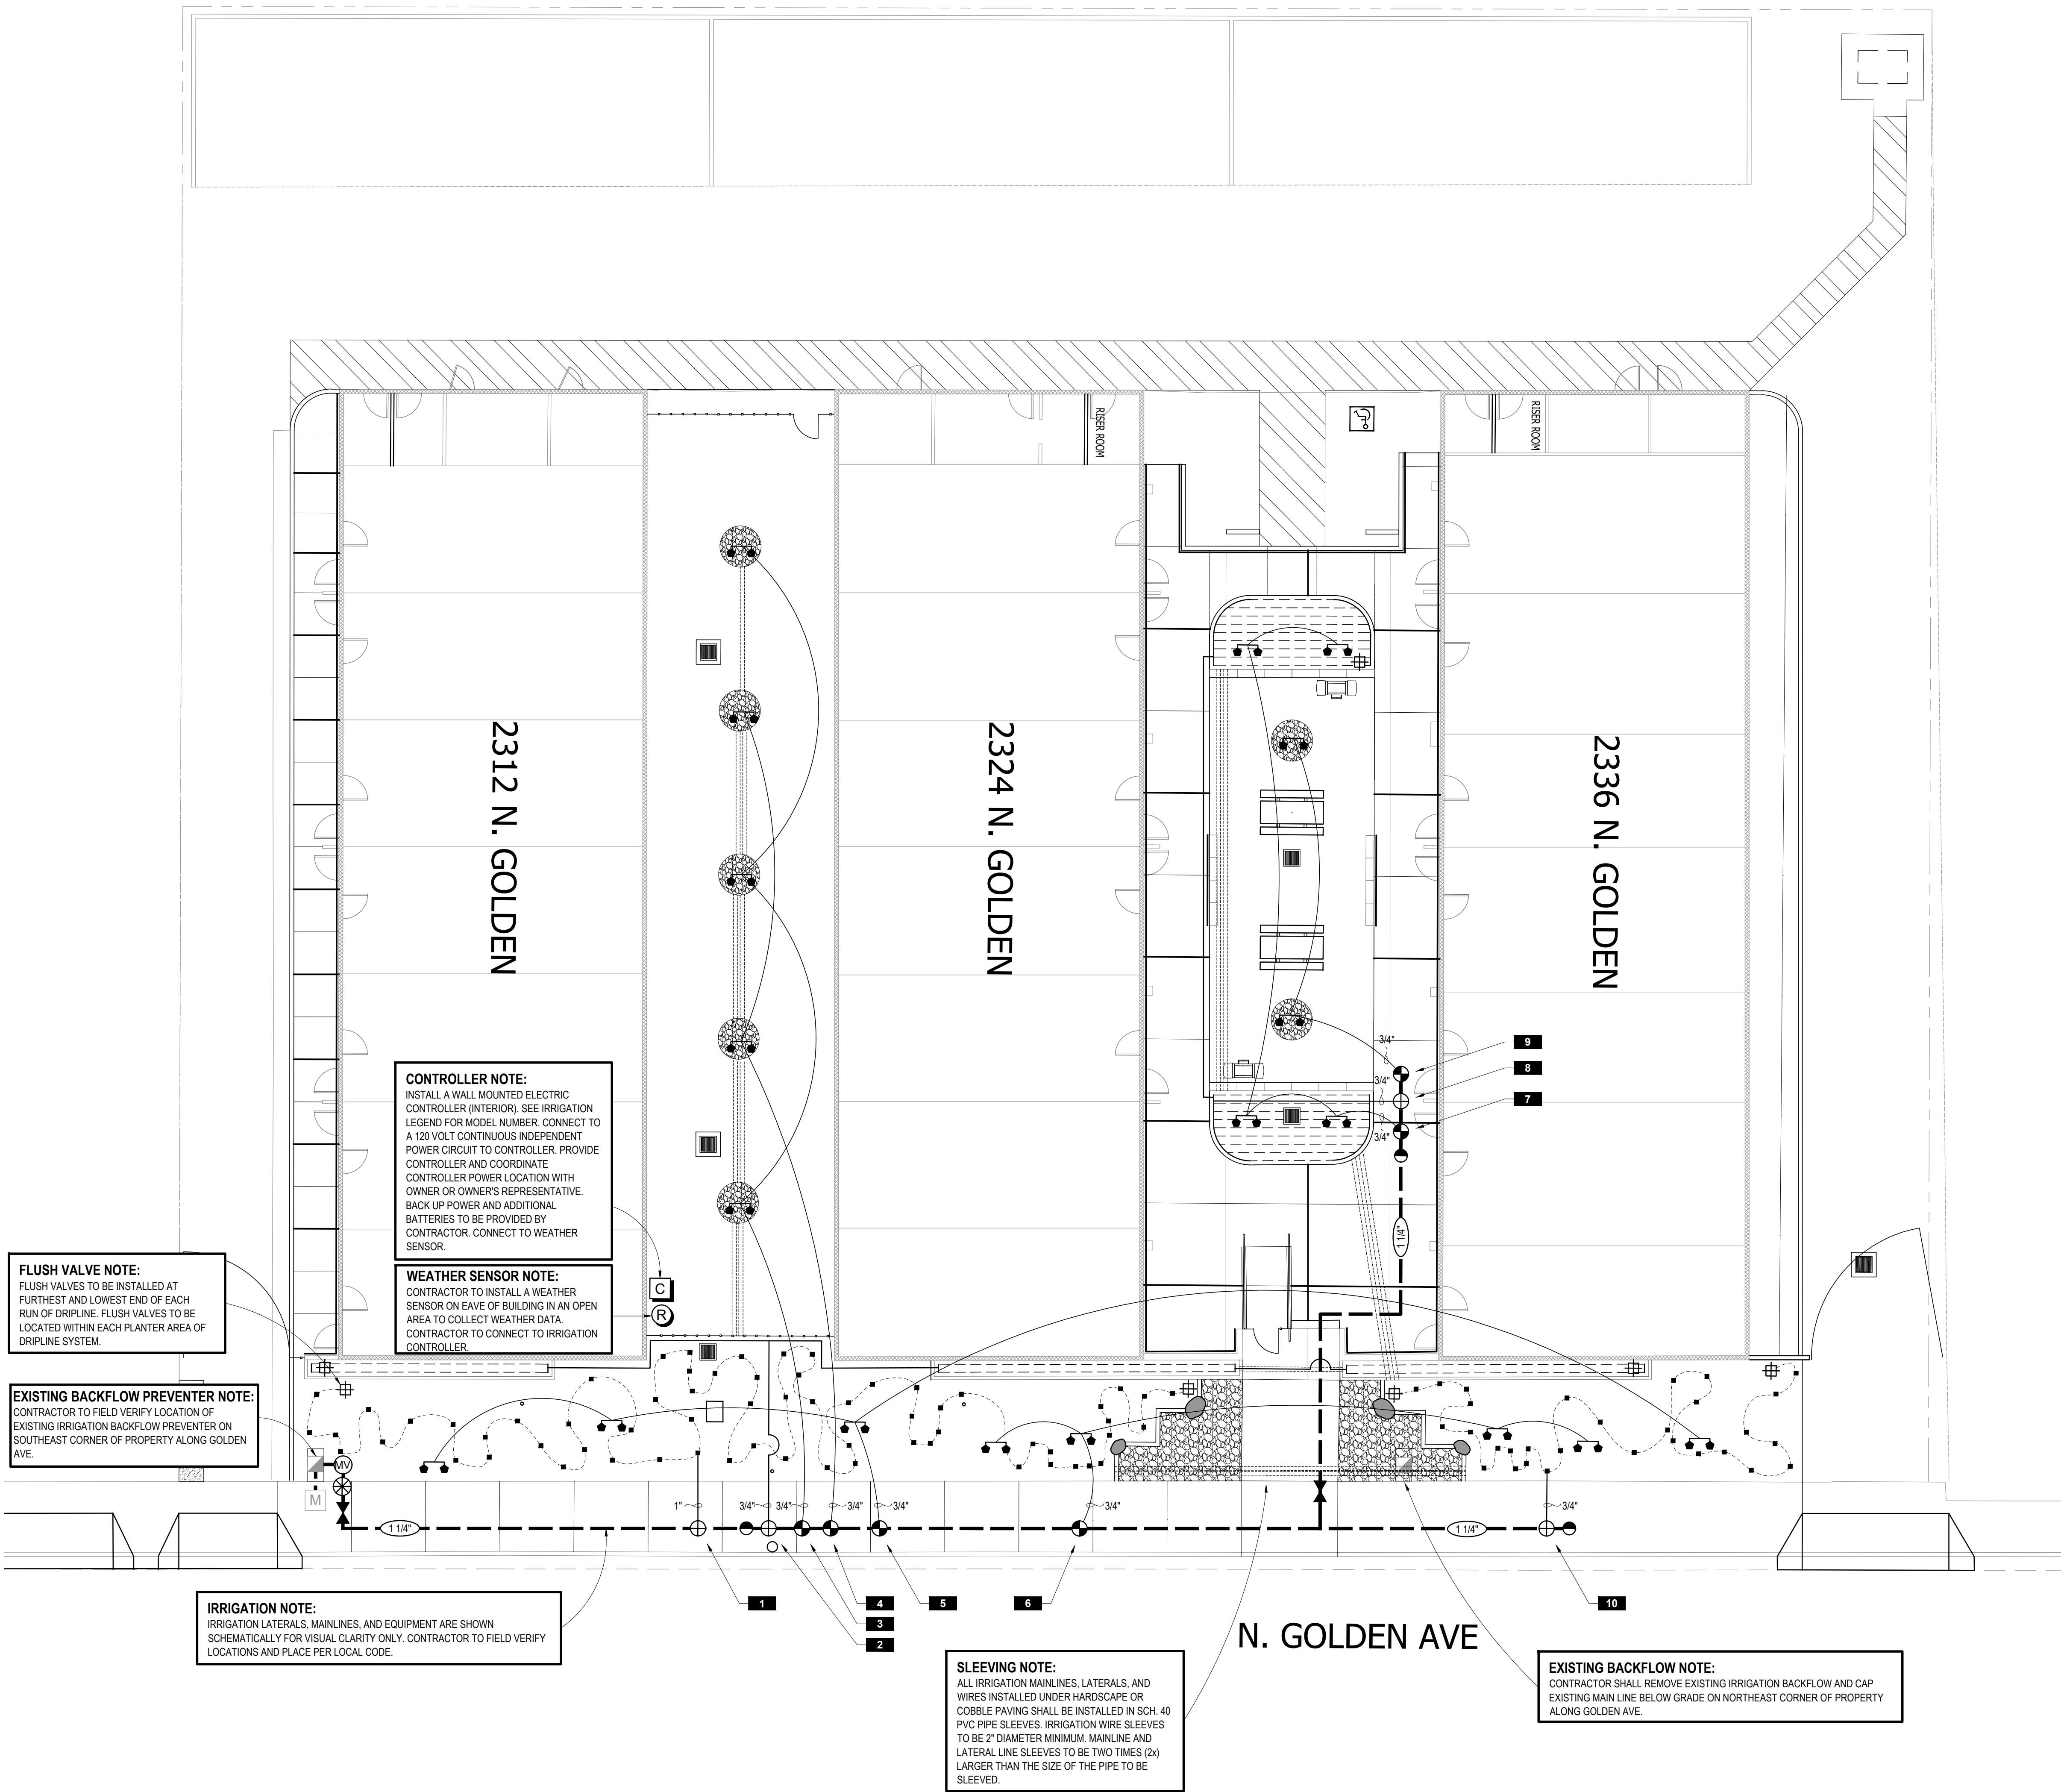 RISER ROOM
RISER ROOM
2312 N. GOLDEN
2324 N. GOLDEN
2336 N. GOLDEN
3/4"
3/4"
3/4"
9
8
7
1 1/4"
CONTROLLER NOTE:
INSTALL A WALL MOUNTED ELECTRIC
CONTROLLER (INTERIOR). SEE IRRIGATION
LEGEND FOR MODEL NUMBER. CONNECT TO
A 120 VOLT CONTINUOUS INDEPENDENT
POWER CIRCUIT TO CONTROLLER. PROVIDE
CONTROLLER AND COORDINATE
CONTROLLER POWER LOCATION WITH
OWNER OR OWNER'S REPRESENTATIVE.
BACK UP POWER AND ADDITIONAL
BATTERIES TO BE PROVIDED BY
CONTRACTOR. CONNECT TO WEATHER
SENSOR.
WEATHER SENSOR NOTE:
CONTRACTOR TO INSTALL A WEATHER
SENSOR ON EAVE OF BUILDING IN AN OPEN
AREA TO COLLECT WEATHER DATA.
CONTRACTOR TO CONNECT TO IRRIGATION
CONTROLLER.
C
R
FLUSH VALVE NOTE:
FLUSH VALVES TO BE INSTALLED AT
FURTHEST AND LOWEST END OF EACH
RUN OF DRIPLINE. FLUSH VALVES TO BE
LOCATED WITHIN EACH PLANTER AREA OF
DRIPLINE SYSTEM.
EXISTING BACKFLOW PREVENTER NOTE:
CONTRACTOR TO FIELD VERIFY LOCATION OF
EXISTING IRRIGATION BACKFLOW PREVENTER ON
SOUTHEAST CORNER OF PROPERTY ALONG GOLDEN
AVE.
MV
M
1 1/4"
1"
3/4"
3/4"
3/4"
3/4"
3/4"
1 1/4"
3/4"
1
4
3
2
5
6
10
IRRIGATION NOTE:
IRRIGATION LATERALS, MAINLINES, AND EQUIPMENT ARE SHOWN
SCHEMATICALLY FOR VISUAL CLARITY ONLY. CONTRACTOR TO FIELD VERIFY
LOCATIONS AND PLACE PER LOCAL CODE.
N. GOLDEN AVE
SLEEVING NOTE:
ALL IRRIGATION MAINLINES, LATERALS, AND
WIRES INSTALLED UNDER HARDSCAPE OR
COBBLE PAVING SHALL BE INSTALLED IN SCH. 40
PVC PIPE SLEEVES. IRRIGATION WIRE SLEEVES
TO BE 2" DIAMETER MINIMUM. MAINLINE AND
LATERAL LINE SLEEVES TO BE TWO TIMES (2x)
LARGER THAN THE SIZE OF THE PIPE TO BE
SLEEVED.
EXISTING BACKFLOW NOTE:
CONTRACTOR SHALL REMOVE EXISTING IRRIGATION BACKFLOW AND CAP
EXISTING MAIN LINE BELOW GRADE ON NORTHEAST CORNER OF PROPERTY
ALONG GOLDEN AVE.